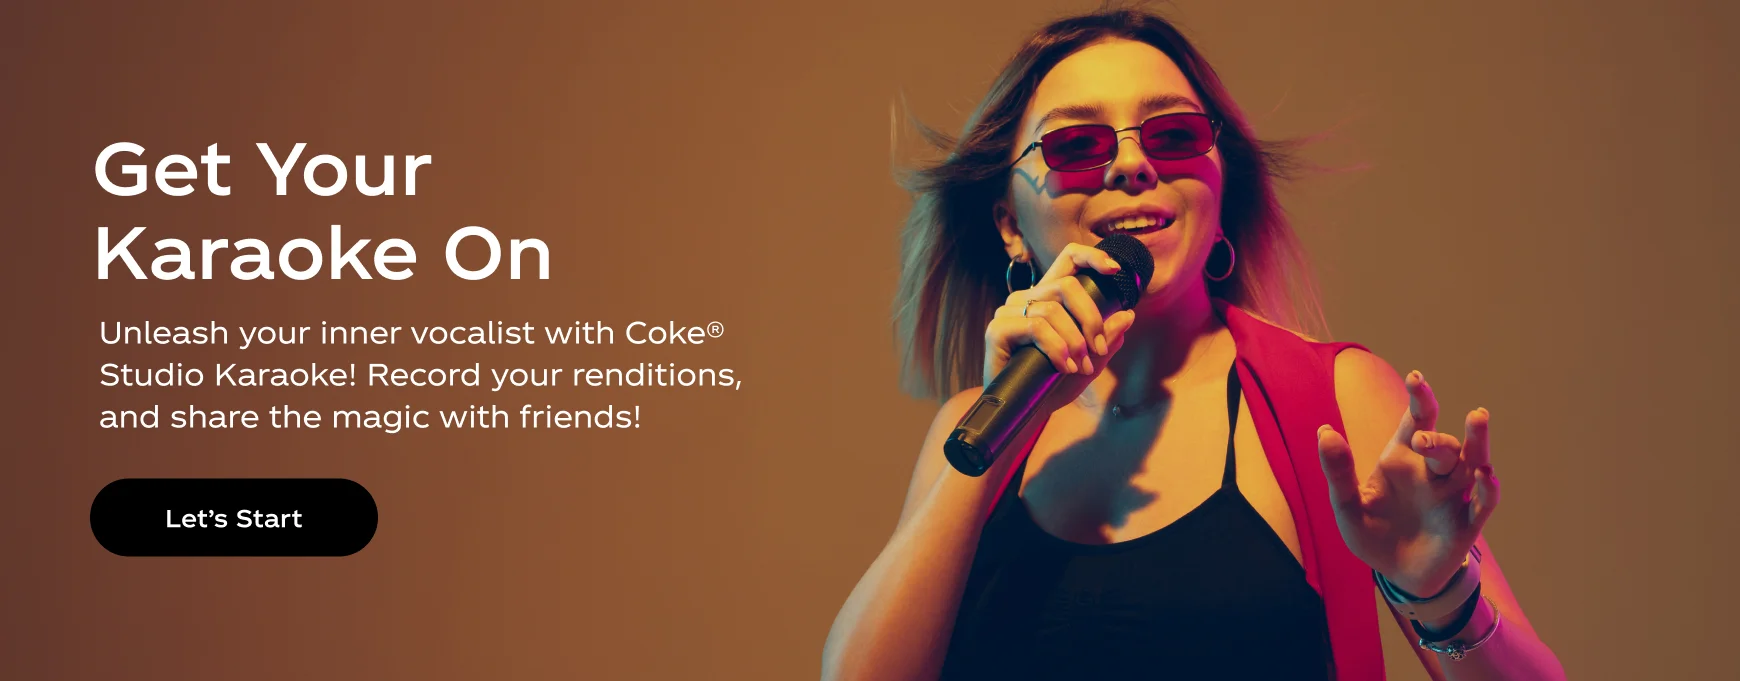 Get Your
Karaoke On
Unleash your inner vocalist with Coke®
Studio Karaoke! Record your renditions,
and share the magic with friends!
Let’s Start